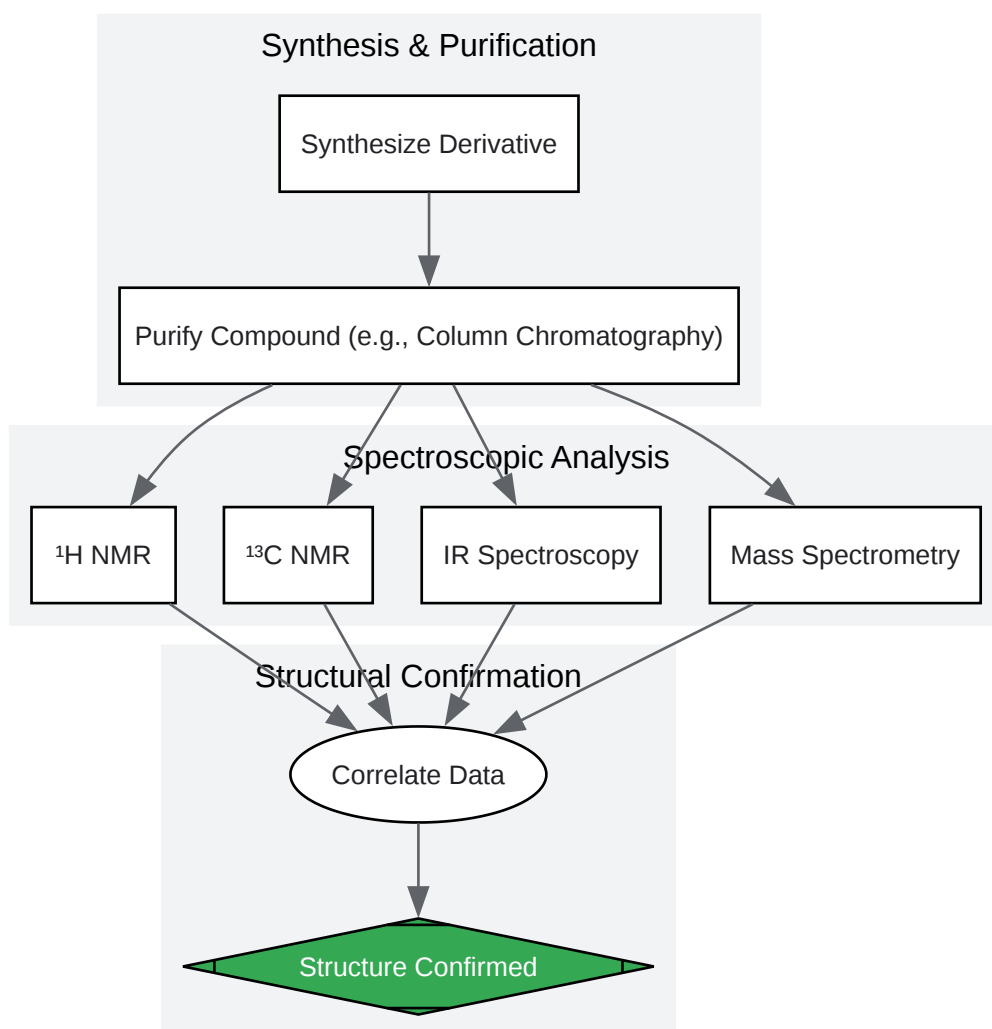 Synthesis & Purification
Synthesize Derivative
Purify Compound (e.g., Column Chromatography)
Spectroscopic Analysis
¹H NMR
¹³C NMR
IR Spectroscopy
Mass Spectrometry
Structural Confirmation
Correlate Data
Structure Confirmed